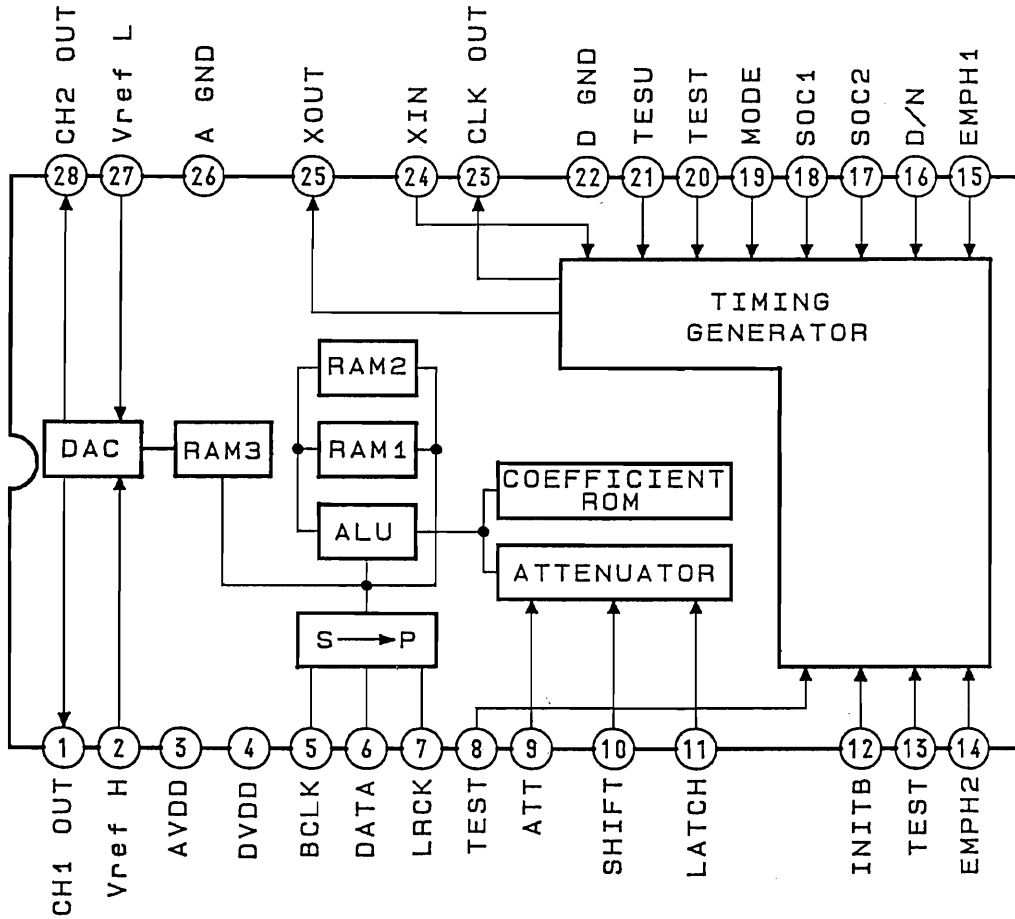 CH2 OUT
Vref L
A GND
XOUT
XIN
CLK OUT
D GND
TESU
TEST
MODE
SOC1
SOC2
D/N
EMPH1
28 27 26 25 24 23 22 21 20 19 18 17 16 15
TIMING
GENERATOR
RAM2
DAC
RAM3
RAM1
COEFFICIENT
ROM
ALU
ATTENUATOR
S P
1 2 3 4 5 6 7 8 9 10 11 12 13 14
CH1 OUT
Vref H
AVDD
DVDD
BCLK
DATA
LRCK
TEST
ATT
SHIFT
LATCH
INITB
TEST
EMPH2